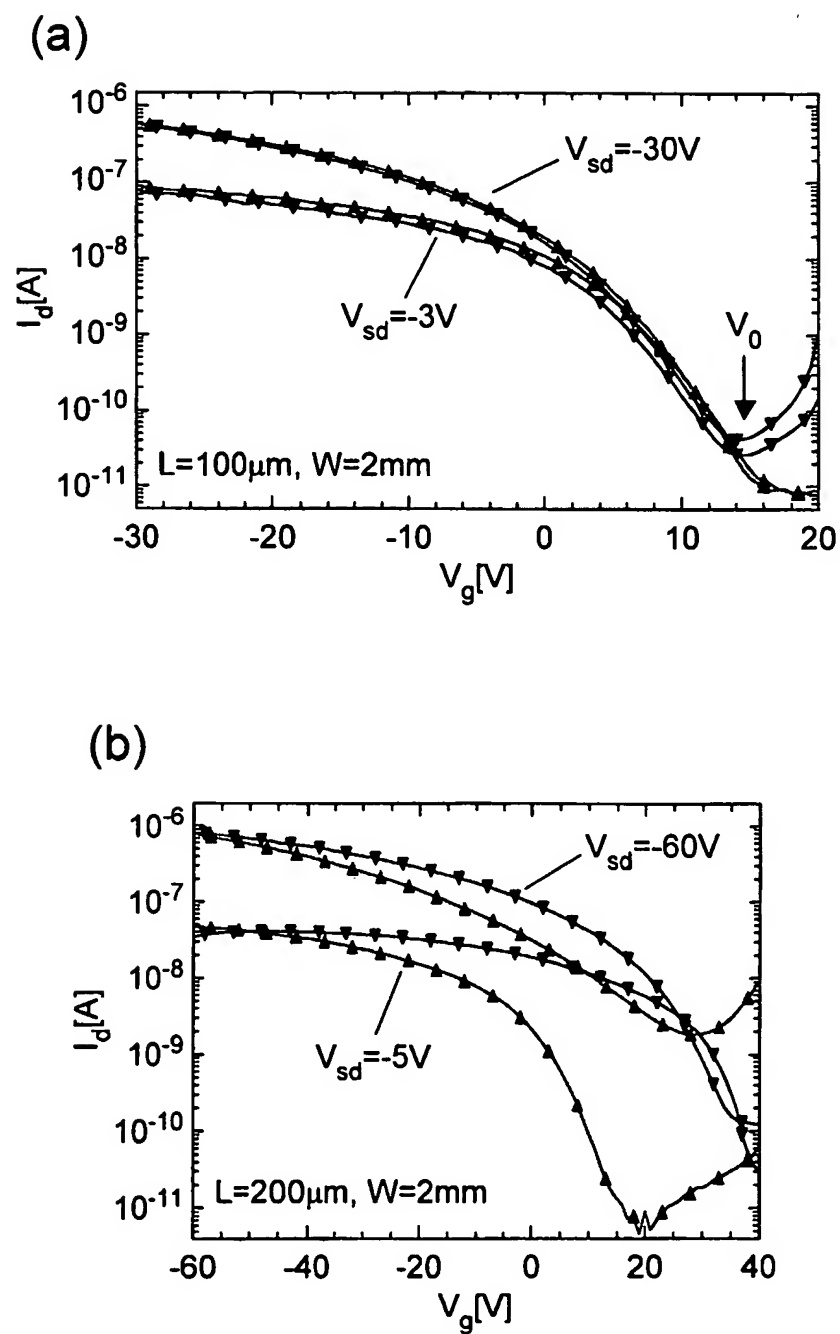 (a)
10^-6
10^-7
10^-8
10^-9
10^-10
10^-11
I_d[A]
V_sd=-30V
V_sd=-3V
V_0
L=100μm, W=2mm
-30 -20 -10 0 10 20
V_g[V]
(b)
10^-6
10^-7
10^-8
10^-9
10^-10
10^-11
I_d[A]
V_sd=-60V
V_sd=-5V
L=200μm, W=2mm
-60 -40 -20 0 20 40
V_g[V]